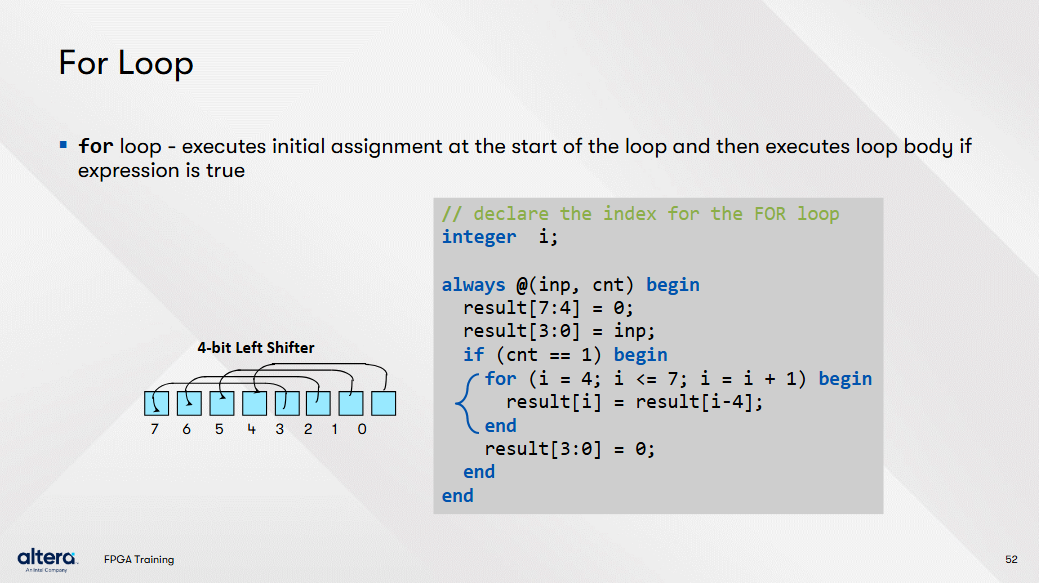 For Loop
▪ for loop - executes initial assignment at the start of the loop and then executes loop body if
expression is true
// declare the index for the FOR loop
integer  i;
always @(inp, cnt) begin
  result[7:4] = 0;
  result[3:0] = inp;
  if (cnt == 1) begin
    for (i = 4; i <= 7; i = i + 1) begin
      result[i] = result[i-4];
    end
    result[3:0] = 0;
  end
end
4-bit Left Shifter
7 6 5 4 3 2 1 0
altera
An Intel Company
FPGA Training
52